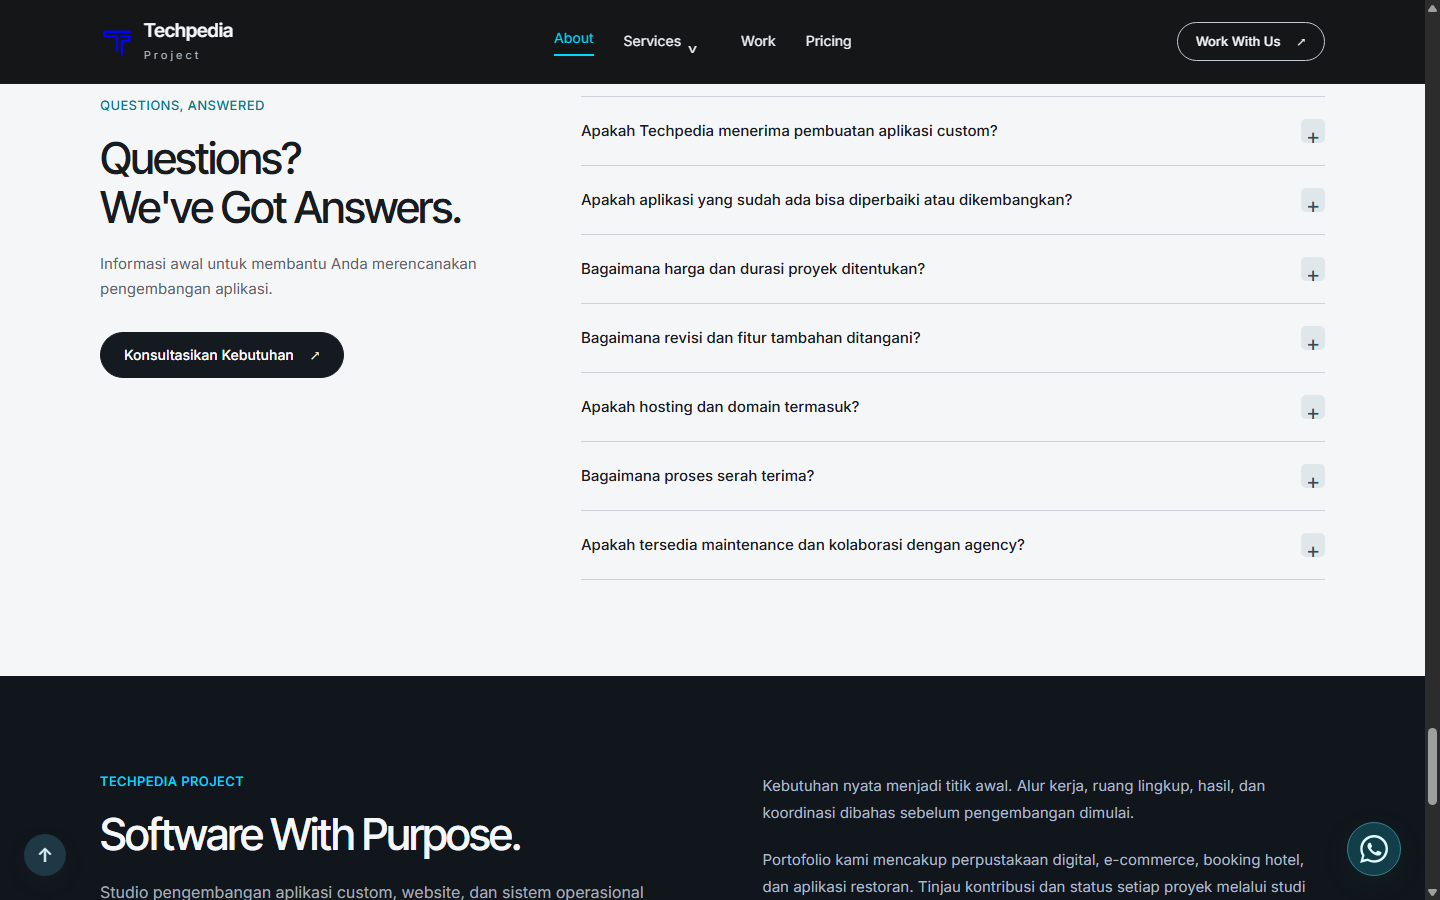 Techpedia
Project
About
Services
Work
Pricing
Work With Us ↗
QUESTIONS, ANSWERED
Questions?
We've Got Answers.
Informasi awal untuk membantu Anda merencanakan
pengembangan aplikasi.
Konsultasikan Kebutuhan ↗
Apakah Techpedia menerima pembuatan aplikasi custom?
+
Apakah aplikasi yang sudah ada bisa diperbaiki atau dikembangkan?
+
Bagaimana harga dan durasi proyek ditentukan?
+
Bagaimana revisi dan fitur tambahan ditangani?
+
Apakah hosting dan domain termasuk?
+
Bagaimana proses serah terima?
+
Apakah tersedia maintenance dan kolaborasi dengan agency?
+
TECHPEDIA PROJECT
Software With Purpose.
Studio pengembangan aplikasi custom, website, dan sistem operasional
Kebutuhan nyata menjadi titik awal. Alur kerja, ruang lingkup, hasil, dan
koordinasi dibahas sebelum pengembangan dimulai.
Portofolio kami mencakup perpustakaan digital, e-commerce, booking hotel,
dan aplikasi restoran. Tinjau kontribusi dan status setiap proyek melalui studi